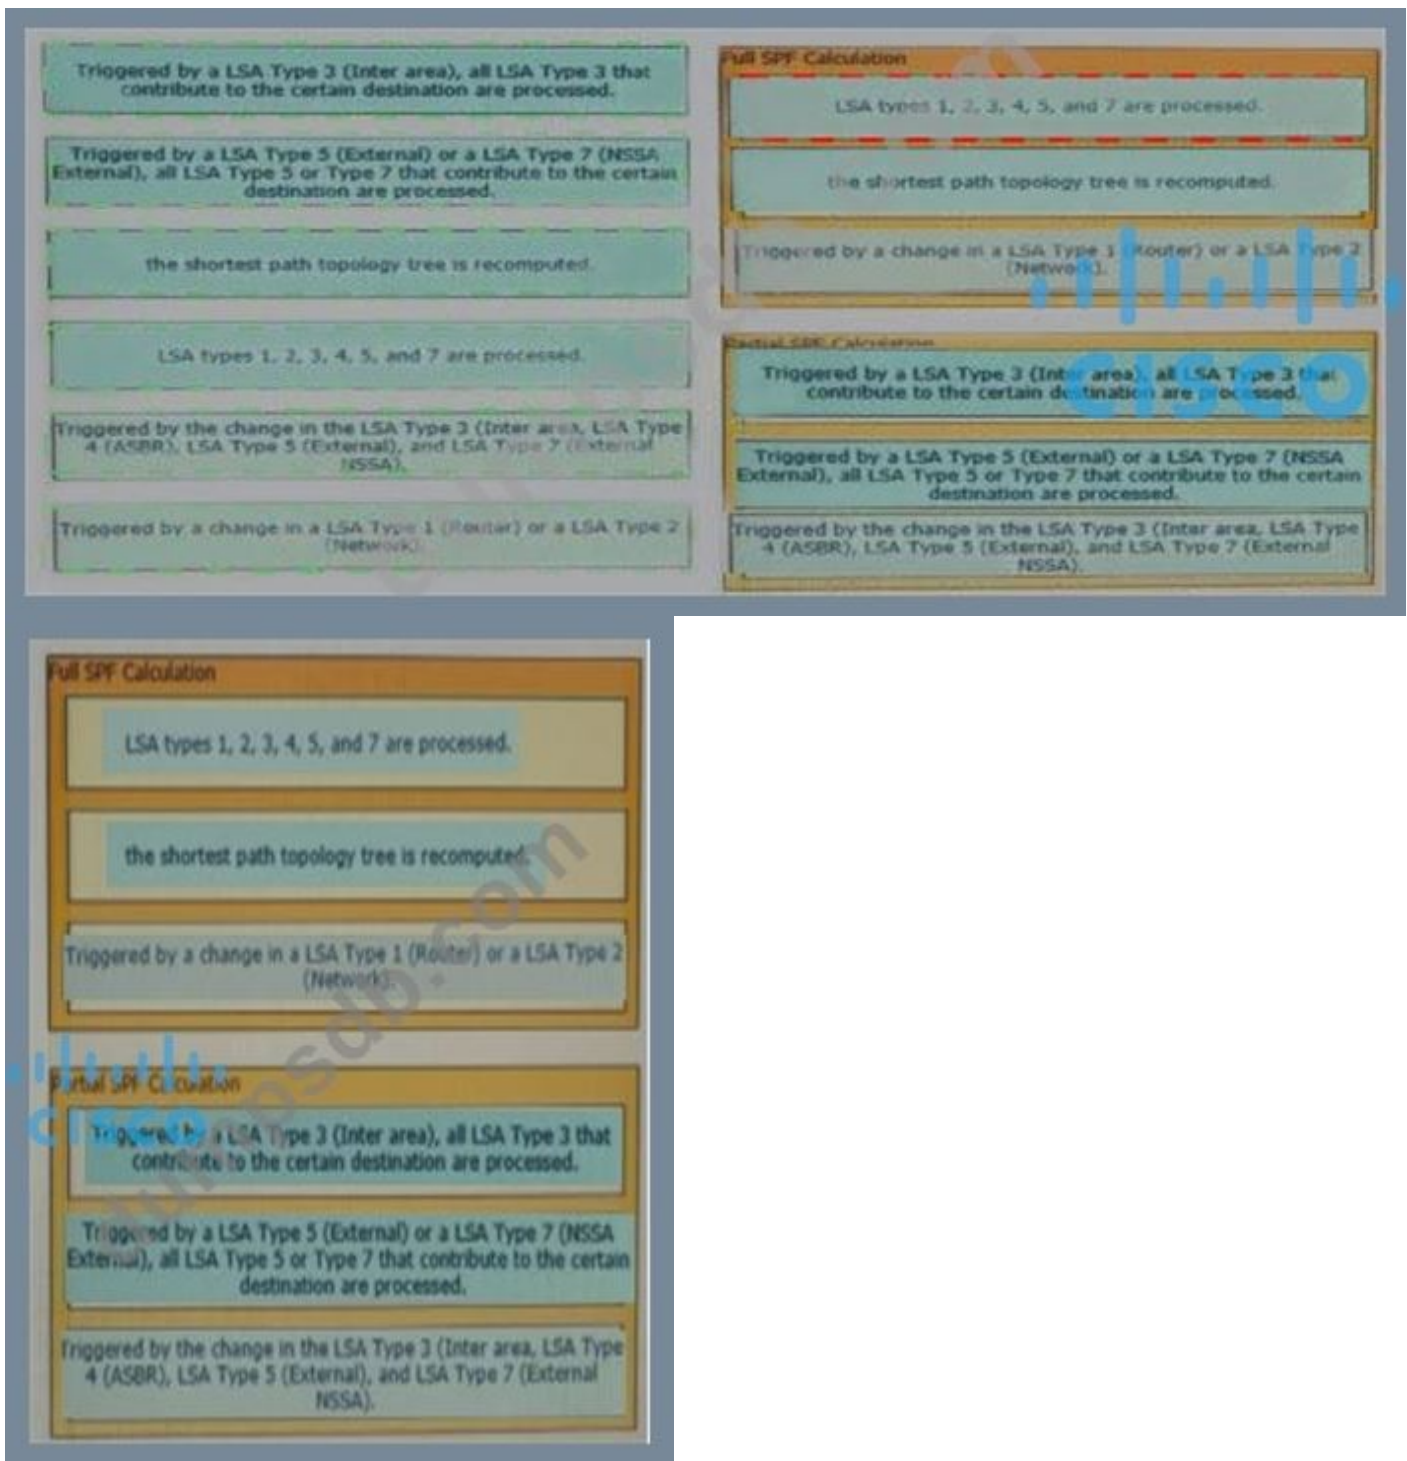 Triggered by a LSA Type 3 (Inter area), all LSA Type 3 that
contribute to the certain destination are processed.
Triggered by a LSA Type 5 (External) or a LSA Type 7 (NSSA
External), all LSA Type 5 or Type 7 that contribute to the certain
destination are processed.
the shortest path topology tree is recomputed.
LSA types 1, 2, 3, 4, 5, and 7 are processed.
Triggered by the change in the LSA Type 3 (Inter area, LSA Type
4 (ASBR), LSA Type 5 (External), and LSA Type 7 (External
NSSA).
Triggered by a change in a LSA Type 1 (Router) or a LSA Type 2
(Network).
Full SPF Calculation
LSA types 1, 2, 3, 4, 5, and 7 are processed.
the shortest path topology tree is recomputed.
Triggered by a change in a LSA Type 1 (Router) or a LSA Type 2
(Network).
Partial SPF Calculation
Triggered by a LSA Type 3 (Inter area), all LSA Type 3 that
contribute to the certain destination are processed.
Triggered by a LSA Type 5 (External) or a LSA Type 7 (NSSA
External), all LSA Type 5 or Type 7 that contribute to the certain
destination are processed.
Triggered by the change in the LSA Type 3 (Inter area, LSA Type
4 (ASBR), LSA Type 5 (External), and LSA Type 7 (External
NSSA).
CISCO
Full SPF Calculation
LSA types 1, 2, 3, 4, 5, and 7 are processed.
the shortest path topology tree is recomputed.
Triggered by a change in a LSA Type 1 (Router) or a LSA Type 2
(Network).
Partial SPF Calculation
Triggered by a LSA Type 3 (Inter area), all LSA Type 3 that
contribute to the certain destination are processed.
Triggered by a LSA Type 5 (External) or a LSA Type 7 (NSSA
External), all LSA Type 5 or Type 7 that contribute to the certain
destination are processed.
Triggered by the change in the LSA Type 3 (Inter area, LSA Type
4 (ASBR), LSA Type 5 (External), and LSA Type 7 (External
NSSA).
CISCO
dumpsdb.com